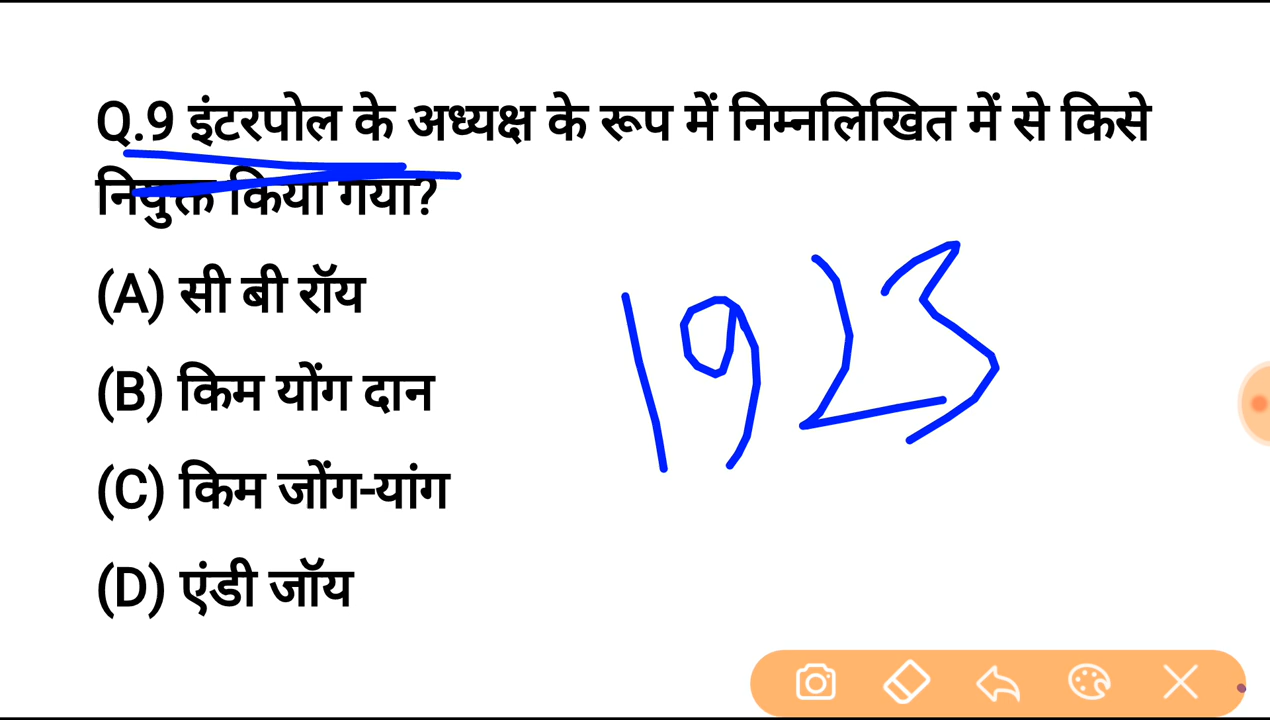 Q.9 इंटरपोल के अध्यक्ष के रूप में निम्नलिखित में से किसे
नियुक्त किया गया?
(A) सी बी रॉय
1923
(B) किम योंग दान
(C) किम जोंग-यांग
(D) एंडी जॉय